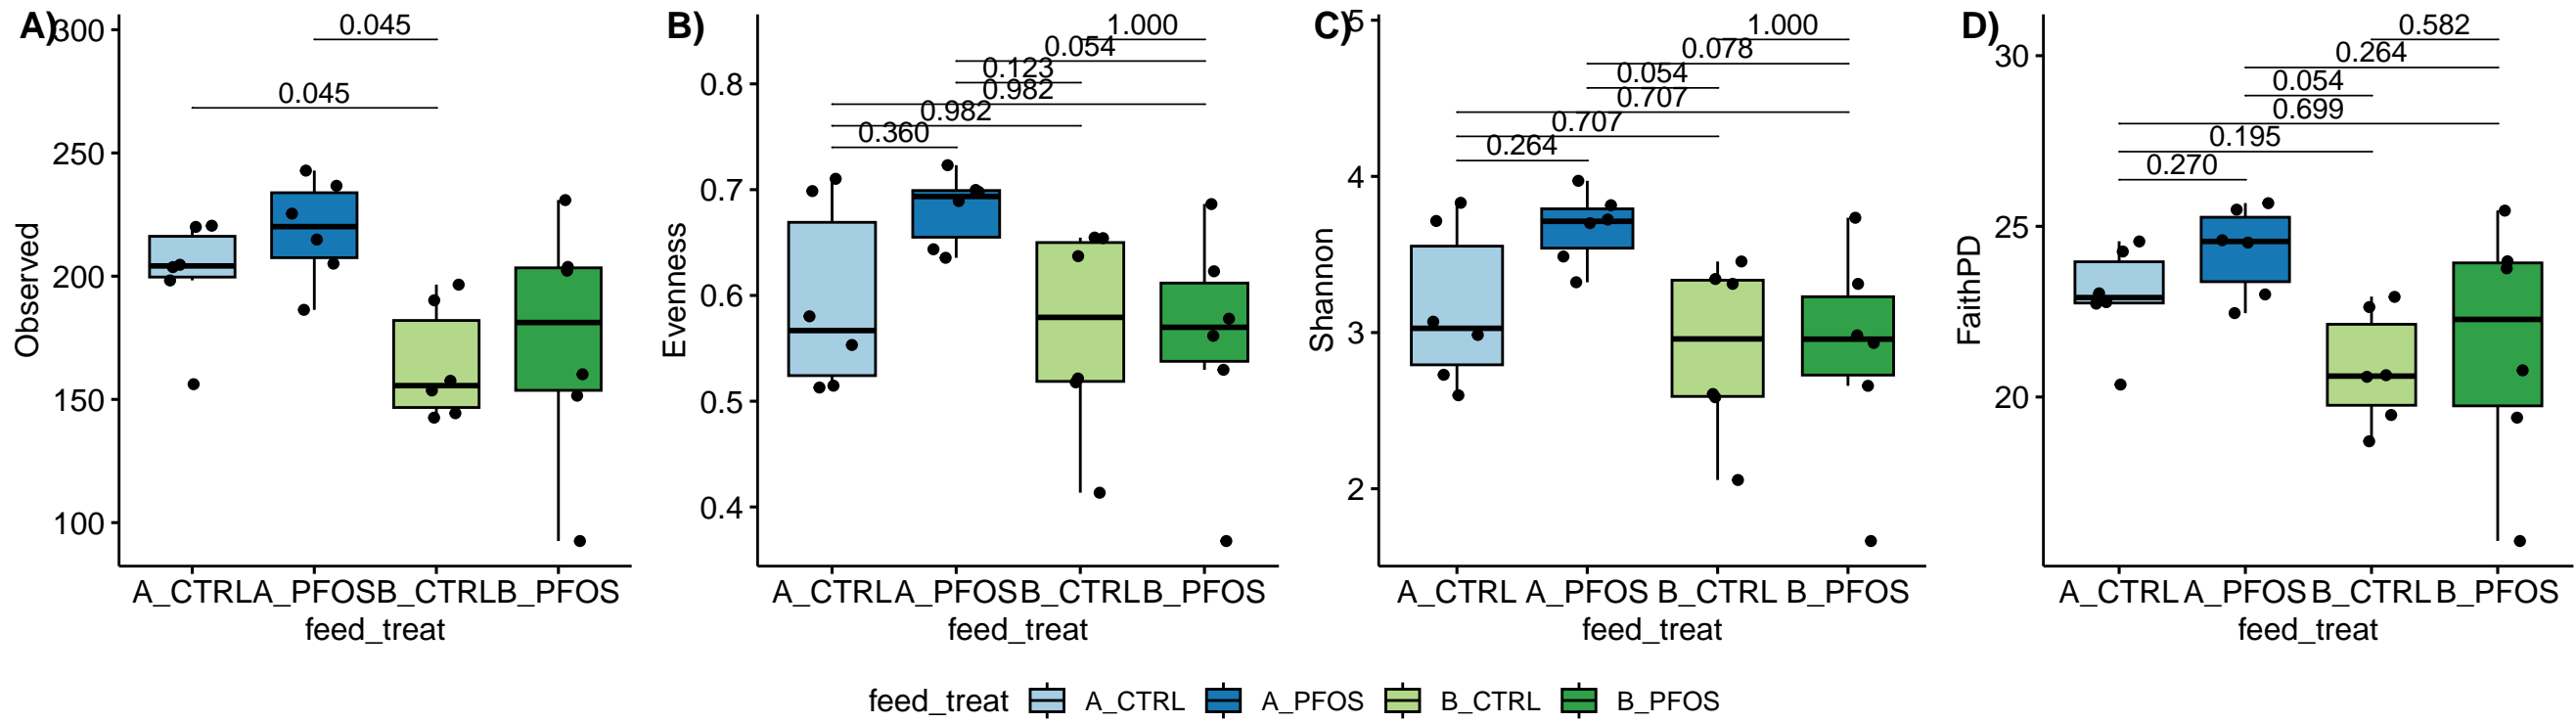 A)
300
250
200
150
100
Observed
0.045
0.045
A_CTRL A_PFOS B_CTRL B_PFOS
feed_treat
B)
0.8
0.7
0.6
0.5
0.4
Evenness
1.000
0.054
0.123
0.982
0.982
0.360
A_CTRL A_PFOS B_CTRL B_PFOS
feed_treat
C)
5
4
3
2
Shannon
1.000
0.078
0.054
0.707
0.707
0.264
A_CTRL A_PFOS B_CTRL B_PFOS
feed_treat
D)
30
25
20
FaithPD
0.582
0.264
0.054
0.699
0.195
0.270
A_CTRL A_PFOS B_CTRL B_PFOS
feed_treat
feed_treat A_CTRL A_PFOS B_CTRL B_PFOS